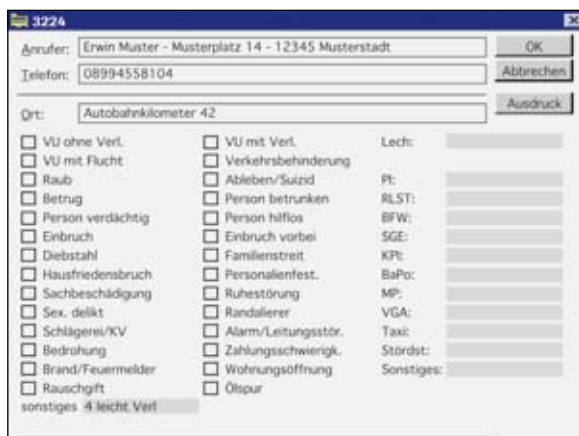 3224
Anrufer: Erwin Muster - Musterplatz 14 - 12345 Musterstadt OK
Telefon: 08994558104 Abbrechen
Ort: Autobahnkilometer 42 Ausdruck
VU ohne Verl. VU mit Verl. Lech:
VU mit Flucht Verkehrsbehinderung
Raub Ableben/Suizid PI:
Betrug Person betrunken RLST:
Person verdächtig Person hilflos BFW:
Einbruch Einbruch vorbei SGE:
Diebstahl Familienstreit KPI:
Hausfriedensbruch Personalienfest. BaPo:
Sachbeschädigung Ruhestörung MP:
Sex. delikt Randalierer VGA:
Schlägerei/KV Alarm/Leitungsstör. Taxi:
Bedrohung Zahlungsschwierigk. Stördst:
Brand/Feuermelder Wohnungsöffnung Sonstiges:
Rauschgift Ölspur
sonstiges 4 leicht Verl